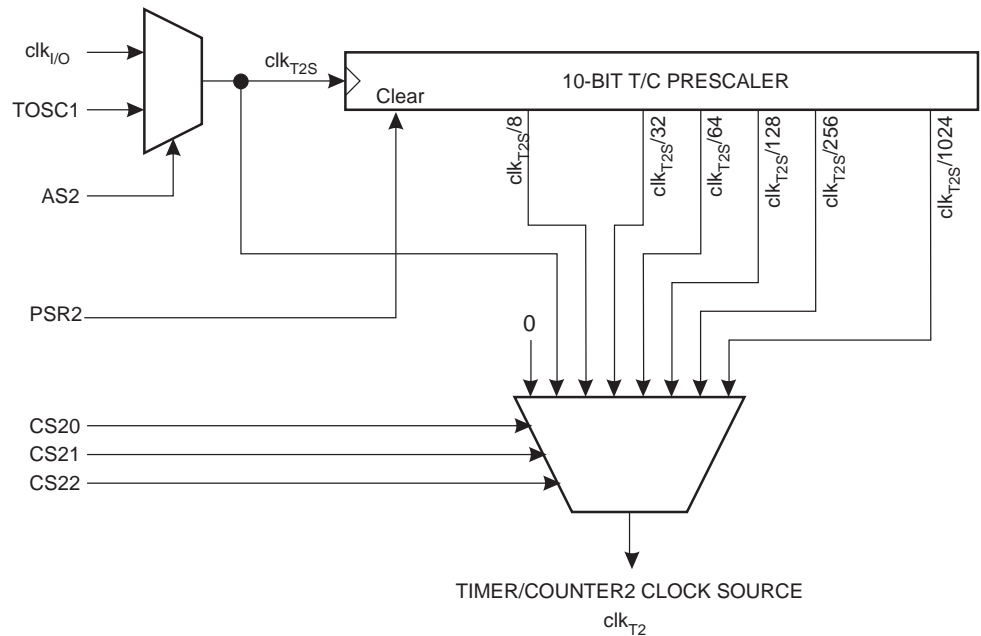 clkI/O
clkT2S
10-BIT T/C PRESCALER
TOSC1
Clear
clkT2S/8
clkT2S/32
clkT2S/64
clkT2S/128
clkT2S/256
clkT2S/1024
AS2
PSR2
0
CS20
CS21
CS22
TIMER/COUNTER2 CLOCK SOURCE
clkT2